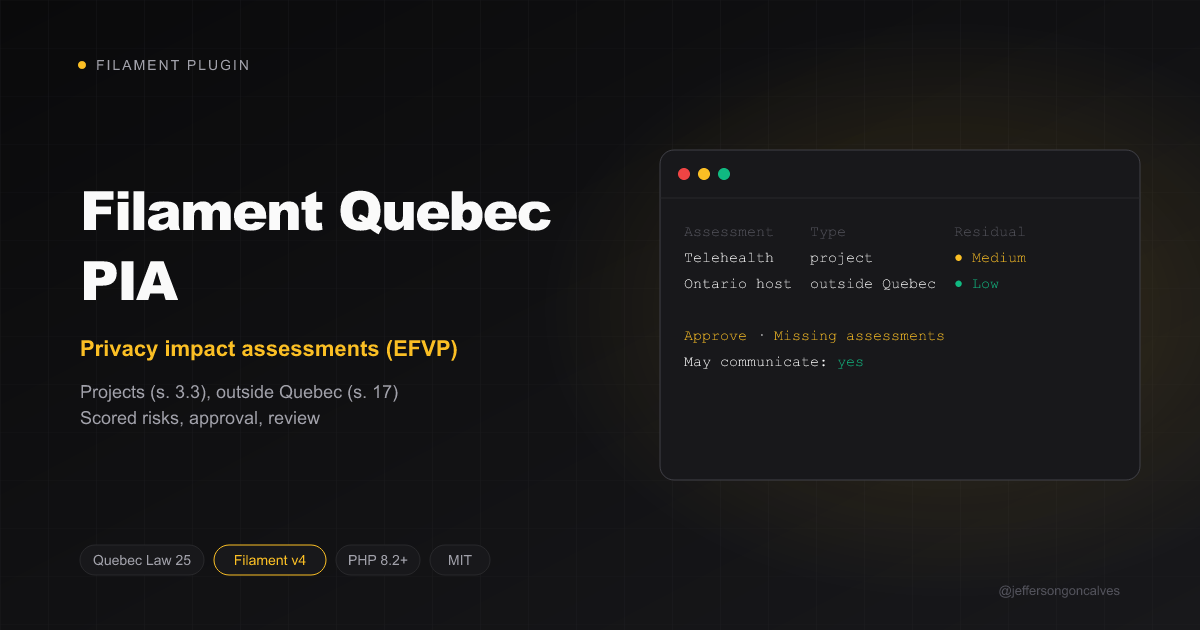 FILAMENT PLUGIN
Filament Quebec
PIA
Privacy impact assessments (EFVP)
Projects (s. 3.3), outside Quebec (s. 17)
Scored risks, approval, review
Quebec Law 25
Filament v4
PHP 8.2+
MIT
Assessment Type Residual
Telehealth project Medium
Ontario host outside Quebec Low
Approve · Missing assessments
May communicate: yes
@jeffersongoncalves